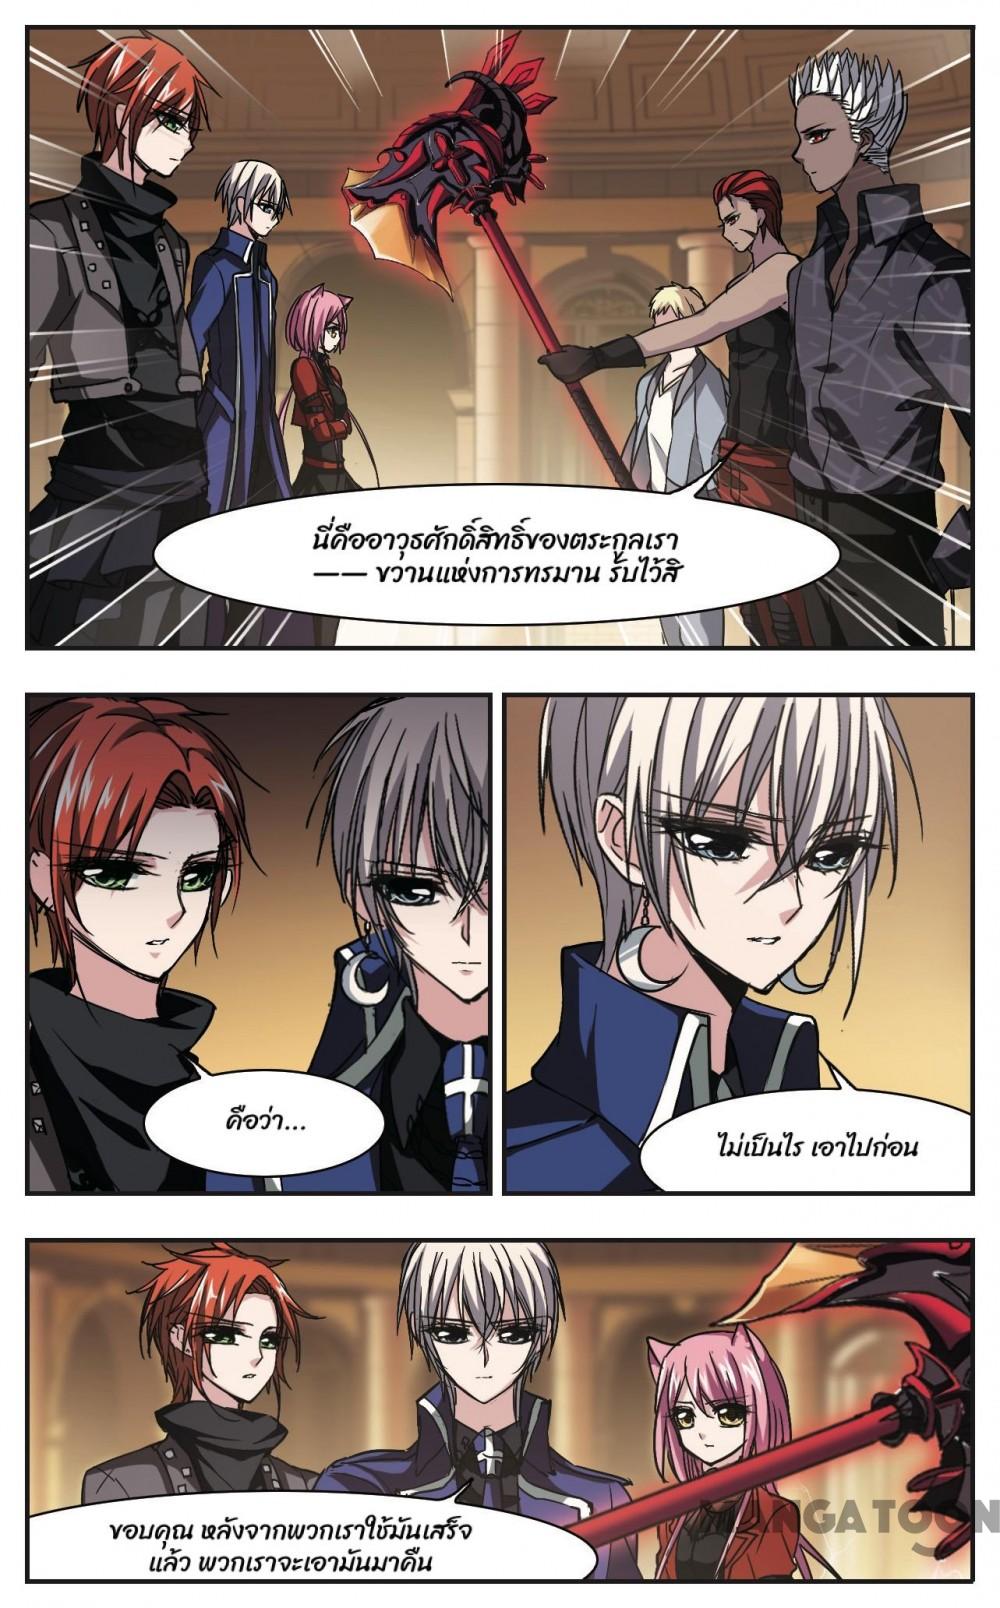 นี่คืออาวุธศักดิ์สิทธิ์ของตระกูลเรา
—— ขวานแห่งการทรมาน รับไว้สิ
คือว่า...
ไม่เป็นไร เอาไปก่อน
ขอบคุณ หลังจากพวกเราใช้มันเสร็จ
แล้ว พวกเราจะเอามันมาคืน
MANGATOON